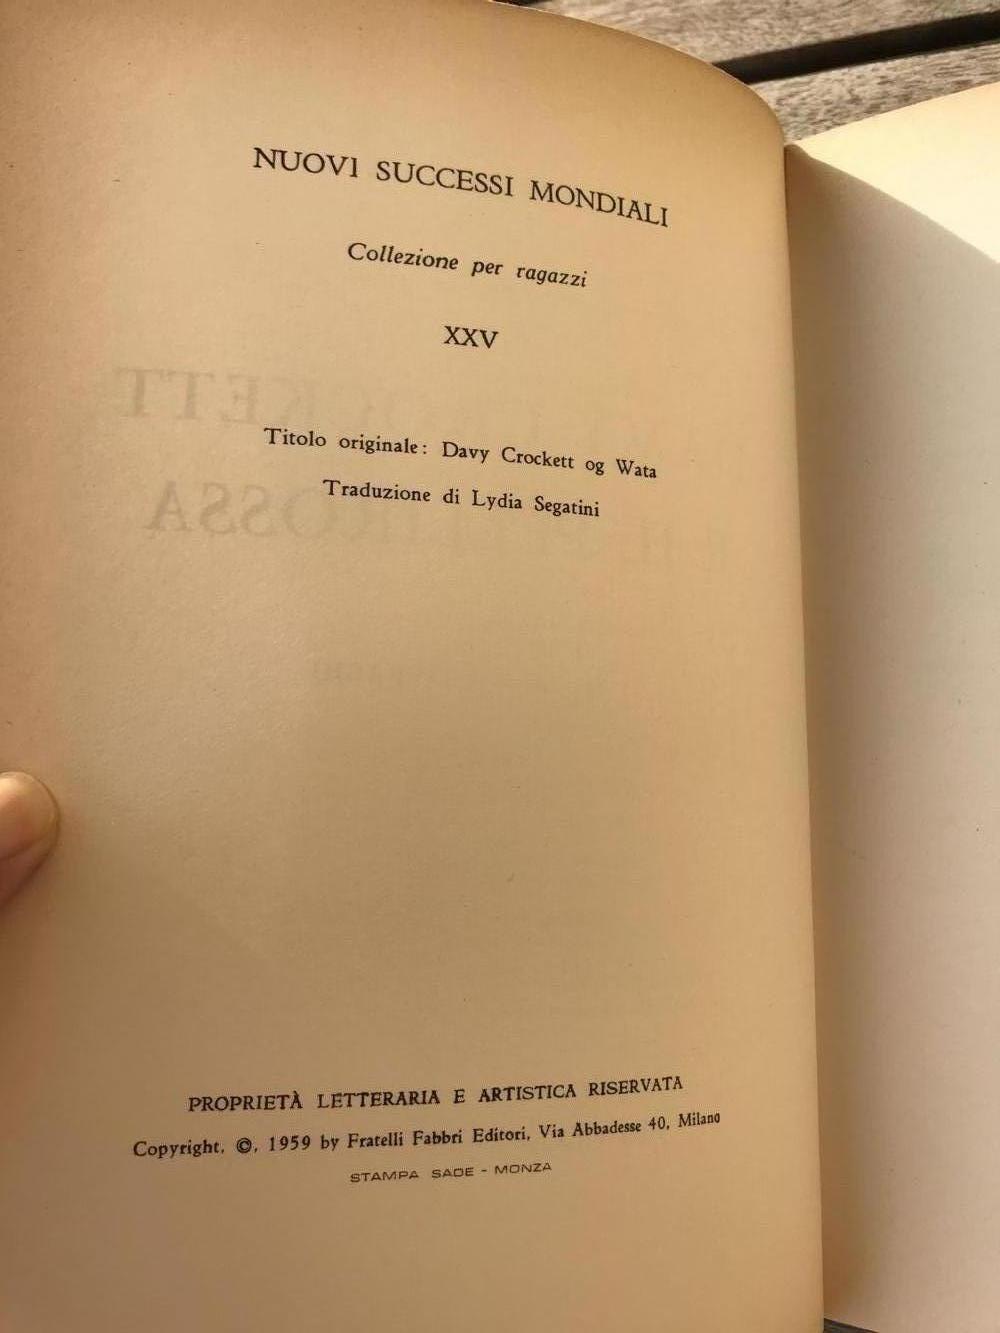 NUOVI SUCCESSI MONDIALI
Collezione per ragazzi
XXV
Titolo originale: Davy Crockett og Wata
Traduzione di Lydia Segatini
PROPRIETÀ LETTERARIA E ARTISTICA RISERVATA
Copyright, ©, 1959 by Fratelli Fabbri Editori, Via Abbadesse 40, Milano
STAMPA SADE - MONZA